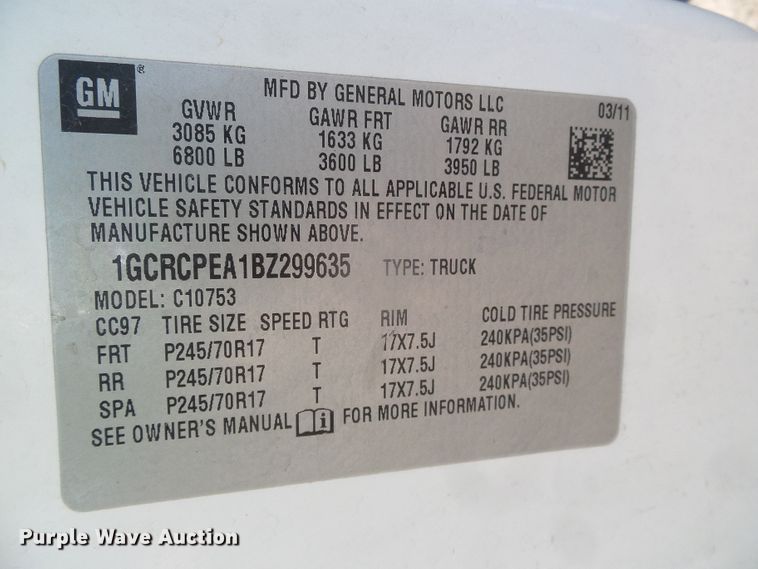 GM ®
MFD BY GENERAL MOTORS LLC 03/11
GVWR GAWR FRT GAWR RR
3085 KG 1633 KG 1792 KG
6800 LB 3600 LB 3950 LB
THIS VEHICLE CONFORMS TO ALL APPLICABLE U.S. FEDERAL MOTOR
VEHICLE SAFETY STANDARDS IN EFFECT ON THE DATE OF
MANUFACTURE SHOWN ABOVE.
1GCRCPEA1BZ299635 TYPE: TRUCK
MODEL: C10753
CC97 TIRE SIZE SPEED RTG RIM COLD TIRE PRESSURE
FRT P245/70R17 T 17X7.5J 240KPA(35PSI)
RR P245/70R17 T 17X7.5J 240KPA(35PSI)
SPA P245/70R17 T 17X7.5J 240KPA(35PSI)
SEE OWNER'S MANUAL i FOR MORE INFORMATION.
Purple Wave Auction